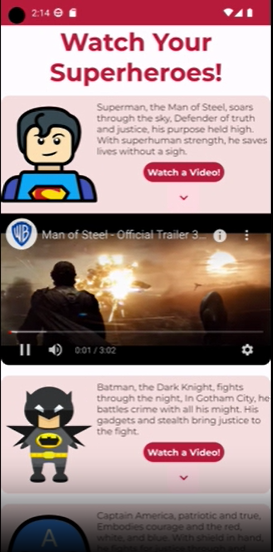 2:14
Watch Your
Superheroes!
Superman, the Man of Steel, soars
through the sky, Defender of truth
and justice, his purpose held high.
With superhuman strength, he saves
lives without a sigh.
Watch a Video!
Man of Steel - Official Trailer 3...
0:01 / 3:02
Batman, the Dark Knight, fights
through the night, In Gotham City, he
battles crime with all his might. His
gadgets and stealth bring justice to
the fight.
Watch a Video!
Captain America, patriotic and true,
Embodies courage and the red,
white, and blue. With shield in hand,
A